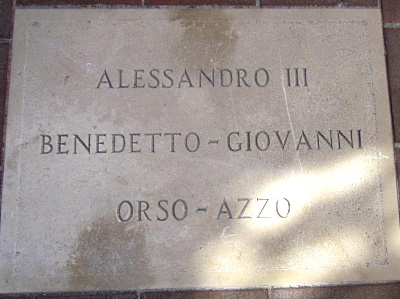 ALESSANDRO III
BENEDETTO - GIOVANNI
ORSO - AZZO